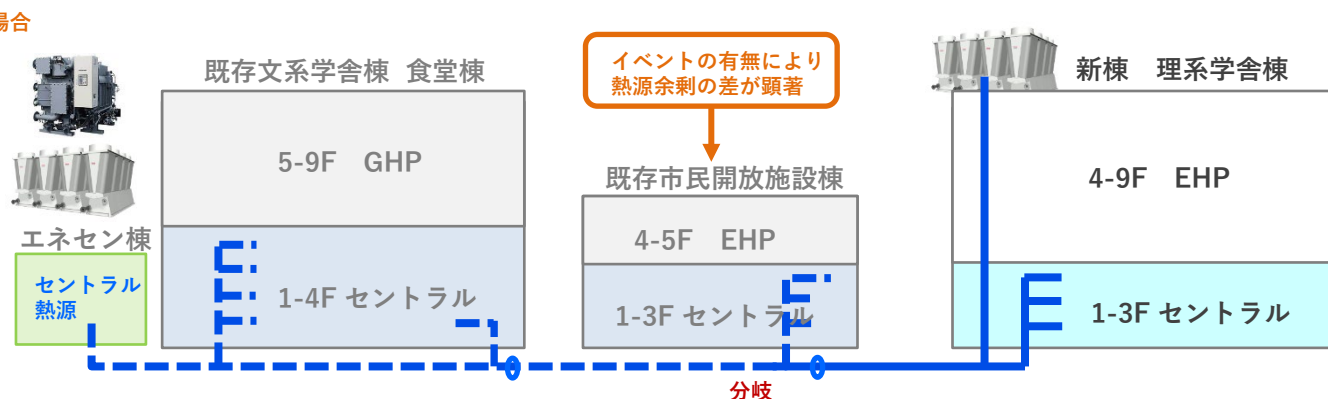 場合
既存文系学舎棟 食堂棟
5-9F GHP
1-4F セントラル
エネセン棟
セントラル
熱源
イベントの有無により
熱源余剰の差が顕著
既存市民開放施設棟
4-5F EHP
1-3F セントラル
分岐
新棟 理系学舎棟
4-9F EHP
1-3F セントラル